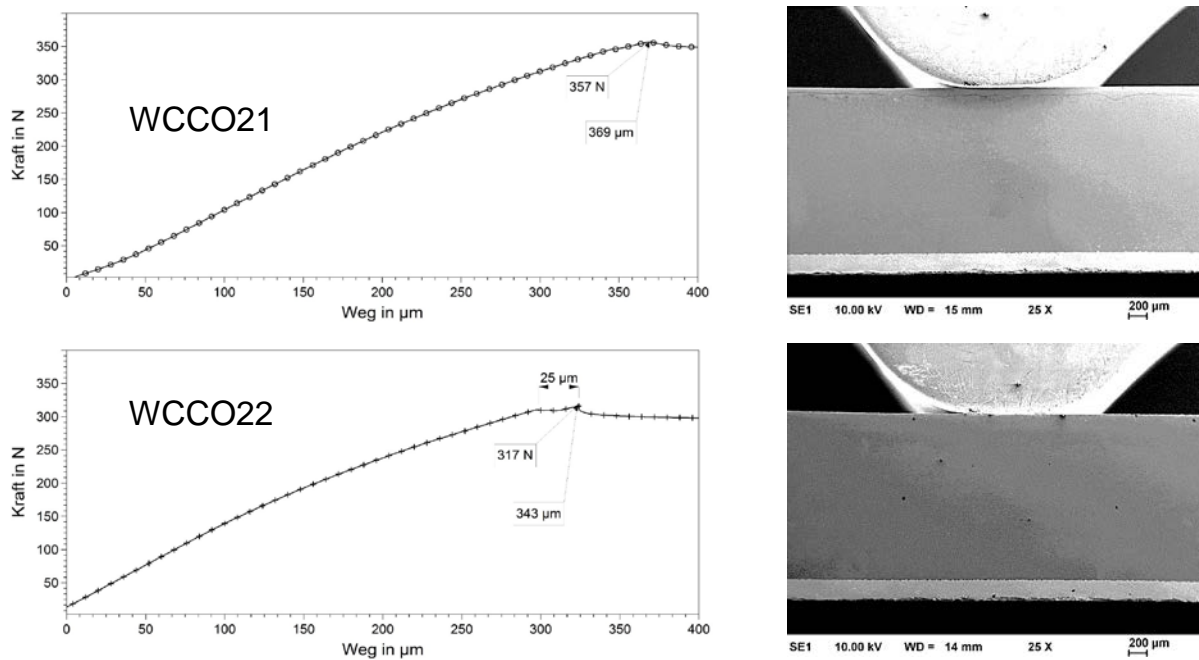 350
300
250
200
150
100
50
Kraft in N
WCCO21
357 N
369 µm
0 50 100 150 200 250 300 350 400
Weg in µm
SE1 10.00 kV WD = 15 mm 25 X 200 µm
350
300
250
200
150
100
50
Kraft in N
WCCO22
25 µm
317 N
343 µm
0 50 100 150 200 250 300 350 400
Weg in µm
SE1 10.00 kV WD = 14 mm 25 X 200 µm